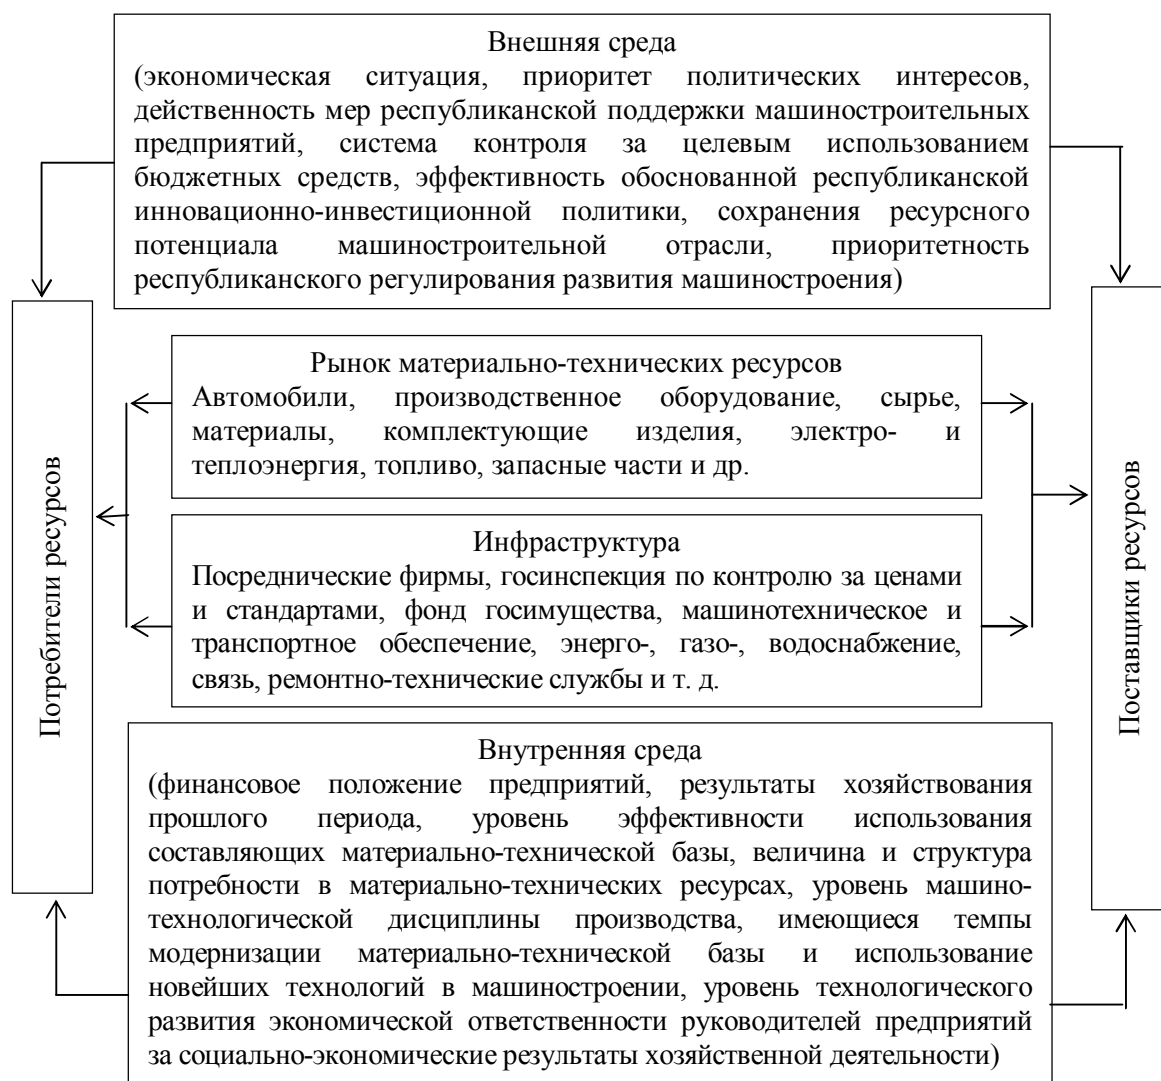 Внешняя среда
(экономическая ситуация, приоритет политических интересов,
действенность мер республиканской поддержки машиностроительных
предприятий, система контроля за целевым использованием
бюджетных средств, эффективность обоснованной республиканской
инновационно-инвестиционной политики, сохранения ресурсного
потенциала машиностроительной отрасли, приоритетность
республиканского регулирования развития машиностроения)
Потребители ресурсов
Рынок материально-технических ресурсов
Автомобили, производственное оборудование, сырье,
материалы, комплектующие изделия, электро- и
теплоэнергия, топливо, запасные части и др.
Инфраструктура
Посреднические фирмы, госинспекция по контролю за ценами
и стандартами, фонд госимущества, машинотехническое и
транспортное обеспечение, энерго-, газо-, водоснабжение,
связь, ремонтно-технические службы и т. д.
Поставщики ресурсов
Внутренняя среда
(финансовое положение предприятий, результаты хозяйствования
прошлого периода, уровень эффективности использования
составляющих материально-технической базы, величина и структура
потребности в материально-технических ресурсах, уровень машино-
технологической дисциплины производства, имеющиеся темпы
модернизации материально-технической базы и использование
новейших технологий в машиностроении, уровень технологического
развития экономической ответственности руководителей предприятий
за социально-экономические результаты хозяйственной деятельности)